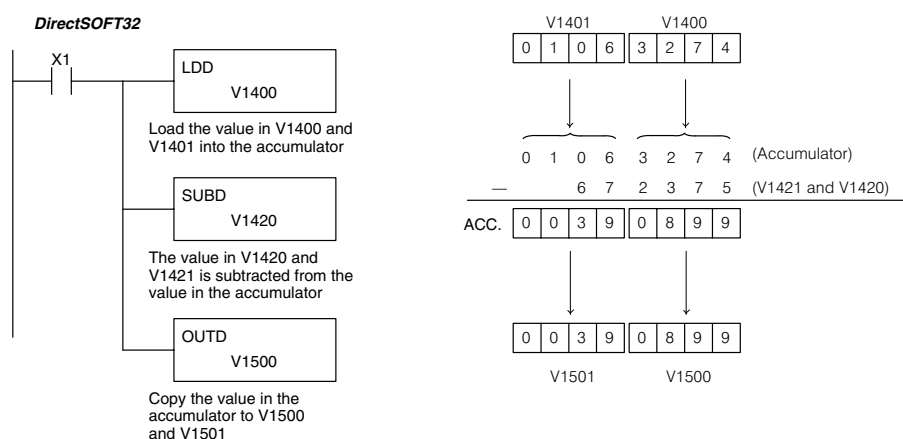 DirectSOFT32
X1
LDD
V1400
Load the value in V1400 and
V1401 into the accumulator
SUBD
V1420
The value in V1420 and
V1421 is subtracted from the
value in the accumulator
OUTD
V1500
Copy the value in the
accumulator to V1500
and V1501
V1401 V1400
0 1 0 6 3 2 7 4
0 1 0 6 3 2 7 4 (Accumulator)
— 6 7 2 3 7 5 (V1421 and V1420)
ACC. 0 0 3 9 0 8 9 9
0 0 3 9 0 8 9 9
V1501 V1500